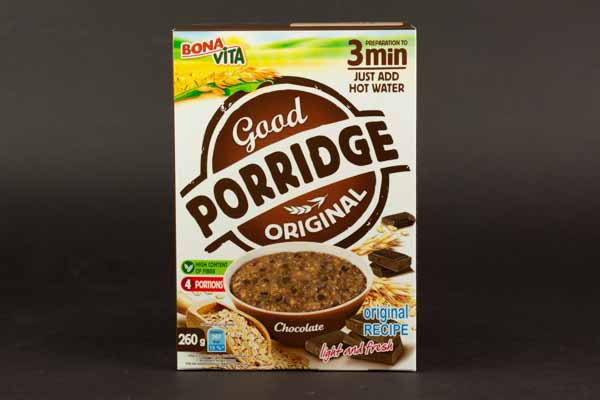 BONA
VITA
PREPARATION TO
3 min
JUST ADD
HOT WATER
Good
PORRIDGE
ORIGINAL
HIGH CONTENT
OF FIBER
4 PORTIONS
Chocolate
original
RECIPE
light and fresh
260 g